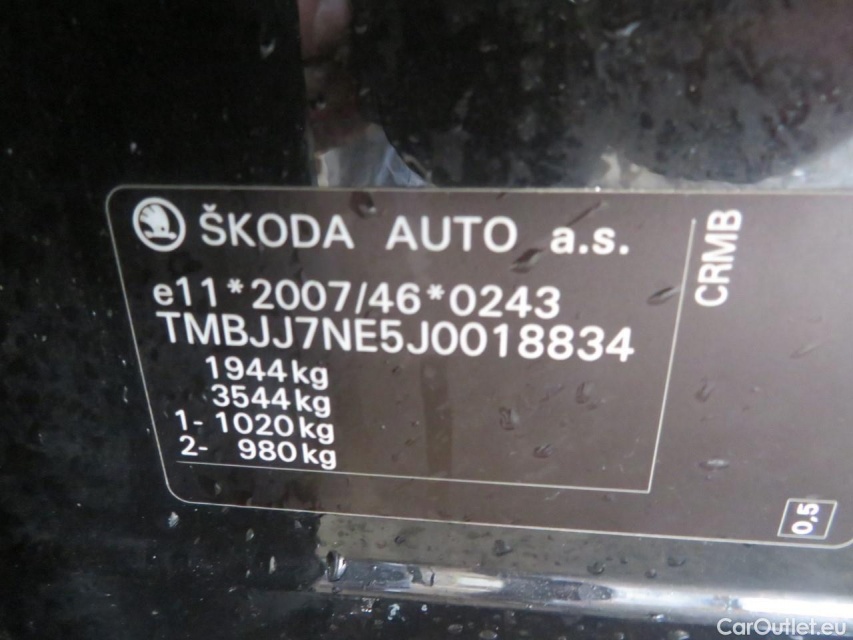 ŠKODA AUTO a.s.
e11*2007/46*0243
TMBJJ7NE5J0018834
1944kg
3544kg
1- 1020kg
2- 980kg
CRMB
0,5
CarOutlet.eu